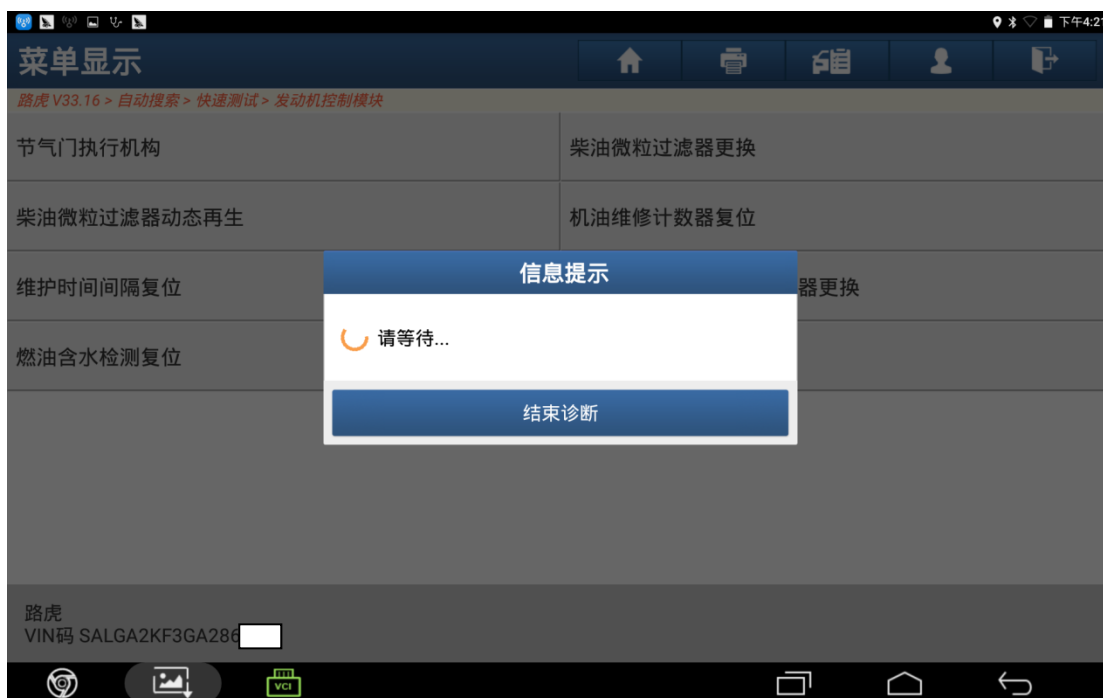 下午4:21
菜单显示
路虎 V33.16 > 自动搜索 > 快速测试 > 发动机控制模块
节气门执行机构
柴油微粒过滤器更换
柴油微粒过滤器动态再生
机油维修计数器复位
信息提示
维护时间间隔复位
器更换
请等待...
燃油含水检测复位
结束诊断
路虎
VIN码 SALGA2KF3GA286
VCI